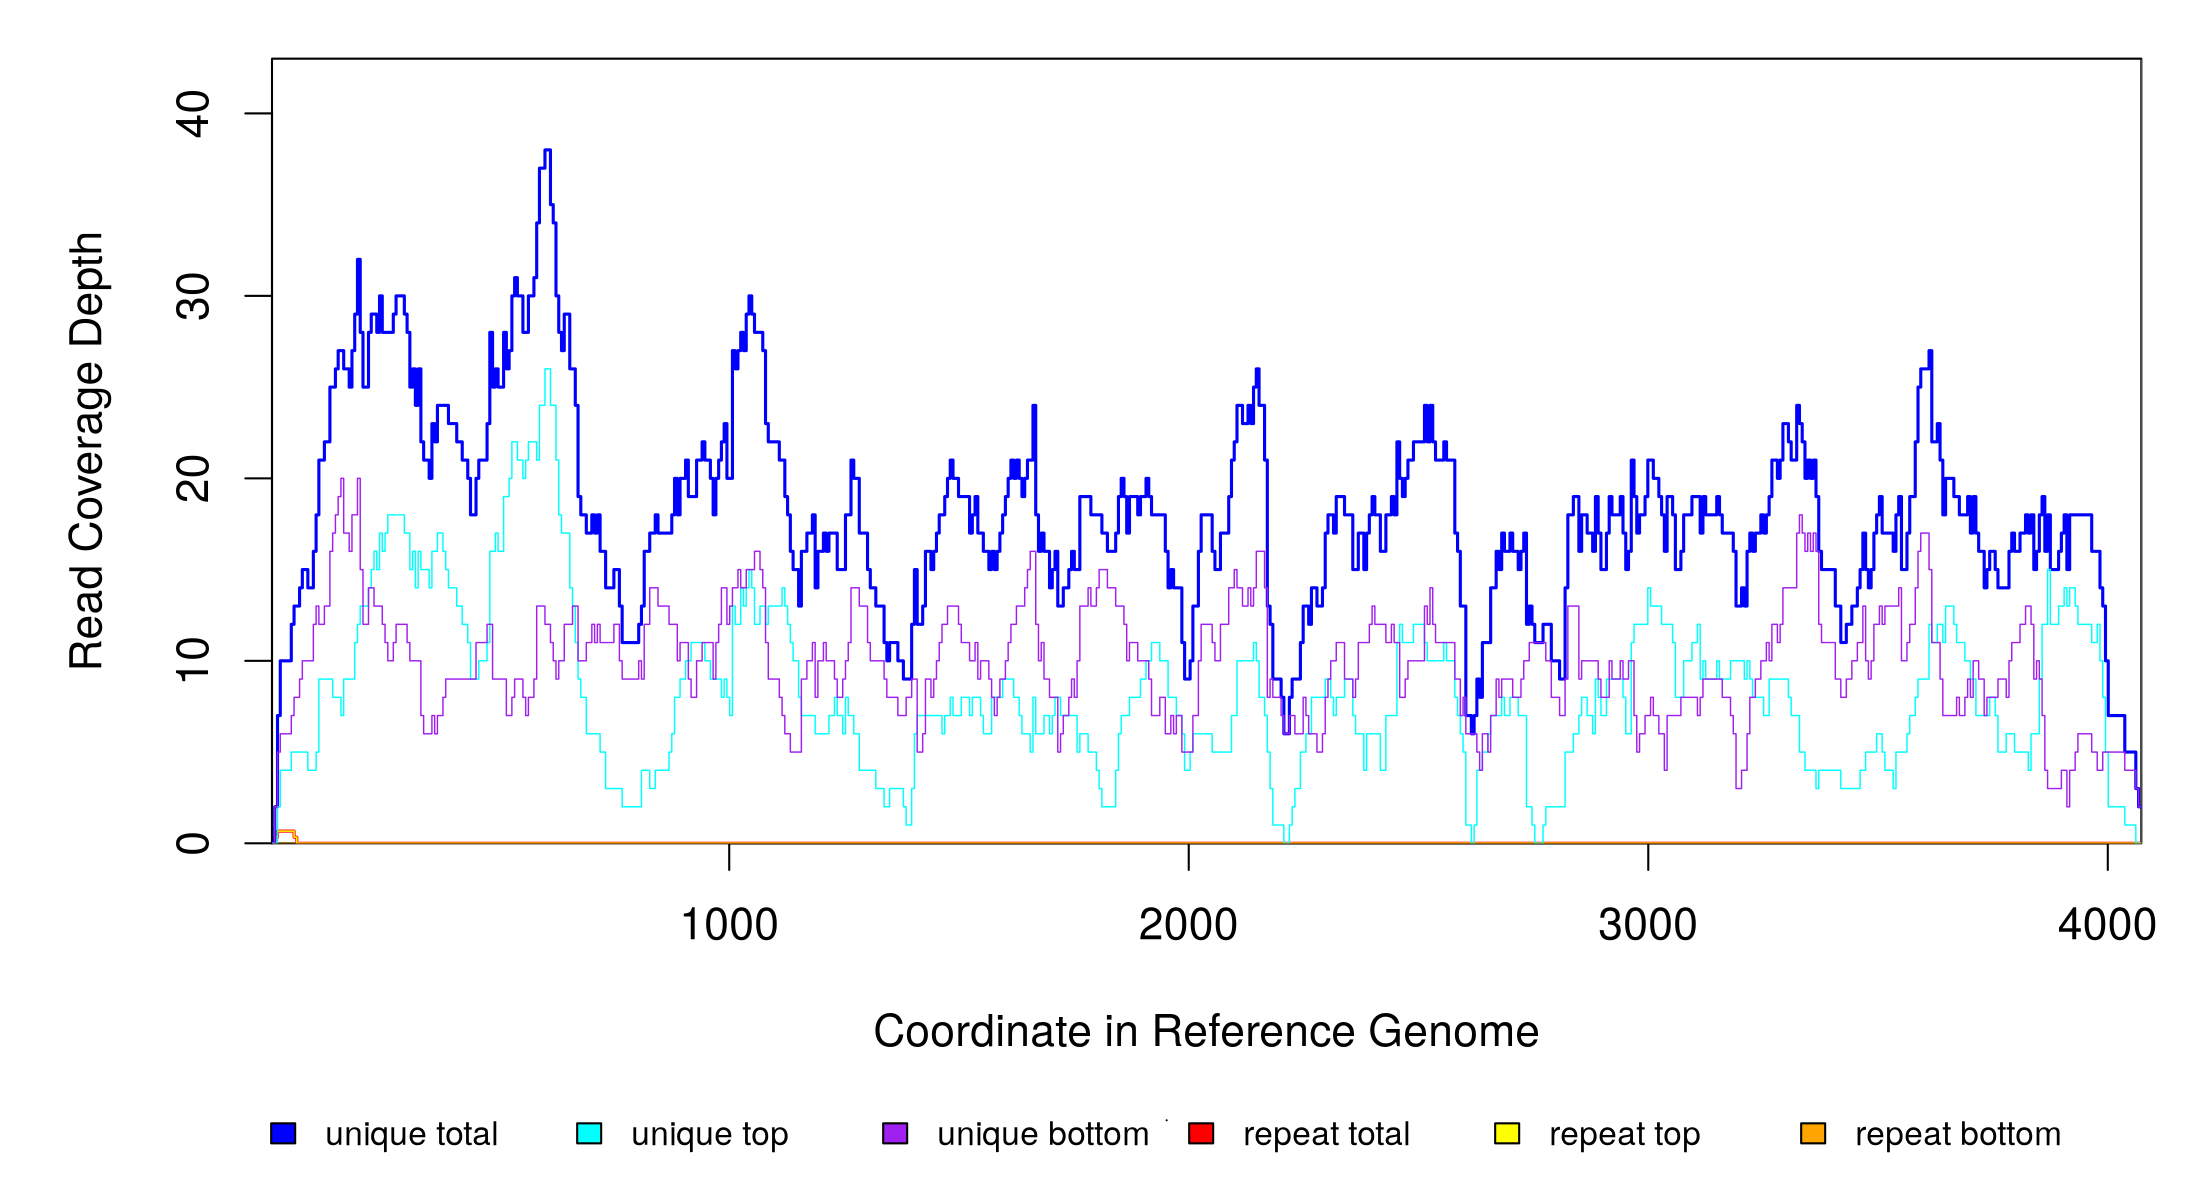 Read Coverage Depth
40
30
20
10
0
1000 2000 3000 4000
Coordinate in Reference Genome
unique total unique top unique bottom repeat total repeat top repeat bottom